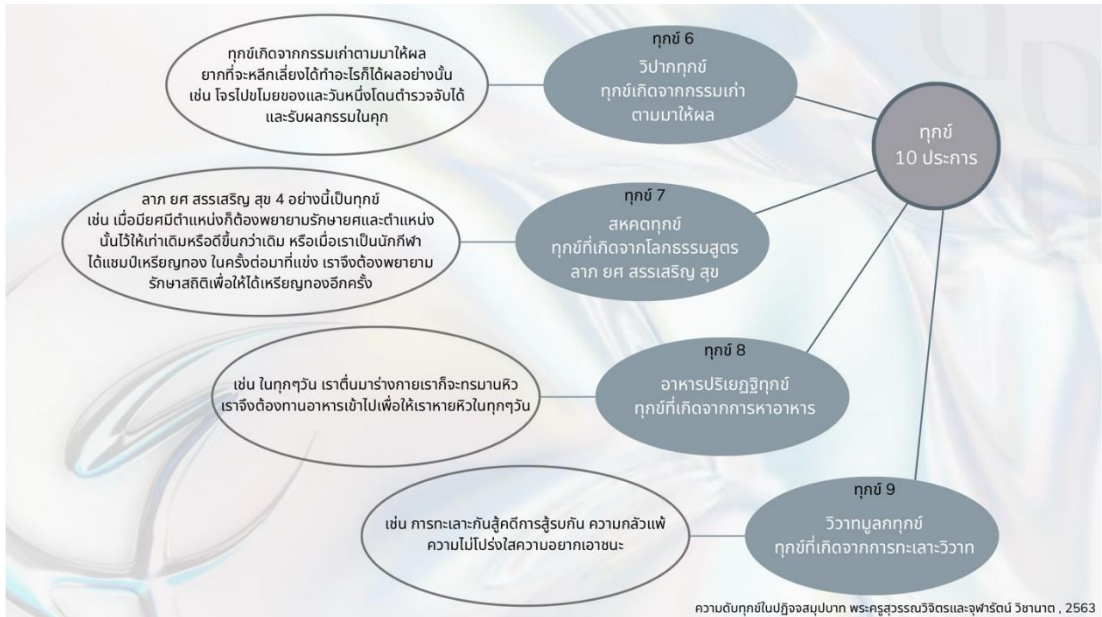 ทุกข์
10 ประการ
ทุกข์ 6
วิปากทุกข์
ทุกข์เกิดจากกรรมเก่า
ตามมาให้ผล
ทุกข์เกิดจากกรรมเก่าตามมาให้ผล
ยากที่จะหลีกเลี่ยงได้ทำอะไรก็ได้ผลอย่างนั้น
เช่น โจรไปขโมยของและวันหนึ่งโดนตำรวจจับได้
และรับผลกรรมในคุก
ทุกข์ 7
สหคตทุกข์
ทุกข์ที่เกิดจากโลกธรรมสูตร
ลาภ ยศ สรรเสริญ สุข
ลาภ ยศ สรรเสริญ สุข 4 อย่างนี้เป็นทุกข์
เช่น เมื่อมียศมีตำแหน่งก็ต้องพยายามรักษายศและตำแหน่ง
นั้นไว้ให้เท่าเดิมหรือดีขึ้นกว่าเดิม หรือเมื่อเราเป็นนักกีฬา
ได้แชมป์เหรียญทอง ในครั้งต่อมาที่แข่ง เราจึงต้องพยายาม
รักษาสถิติเพื่อให้ได้เหรียญทองอีกครั้ง
ทุกข์ 8
อาหารปริเยฏฐิทุกข์
ทุกข์ที่เกิดจากการหาอาหาร
เช่น ในทุกๆวัน เราตื่นมาร่างกายเราก็จะทรมานหิว
เราจึงต้องทานอาหารเข้าไปเพื่อให้เราหายหิวในทุกๆวัน
ทุกข์ 9
วิวาทมูลกทุกข์
ทุกข์ที่เกิดจากการทะเลาะวิวาท
เช่น การทะเลาะกันสู้คดีการสู้รบกัน ความกลัวแพ้
ความไม่โปร่งใสความอยากเอาชนะ
ความดับทุกข์ในปฏิจจสมุปบาท พระครูสุวรรณวิจิตรและจุฬารัตน์ วิชานาต , 2563